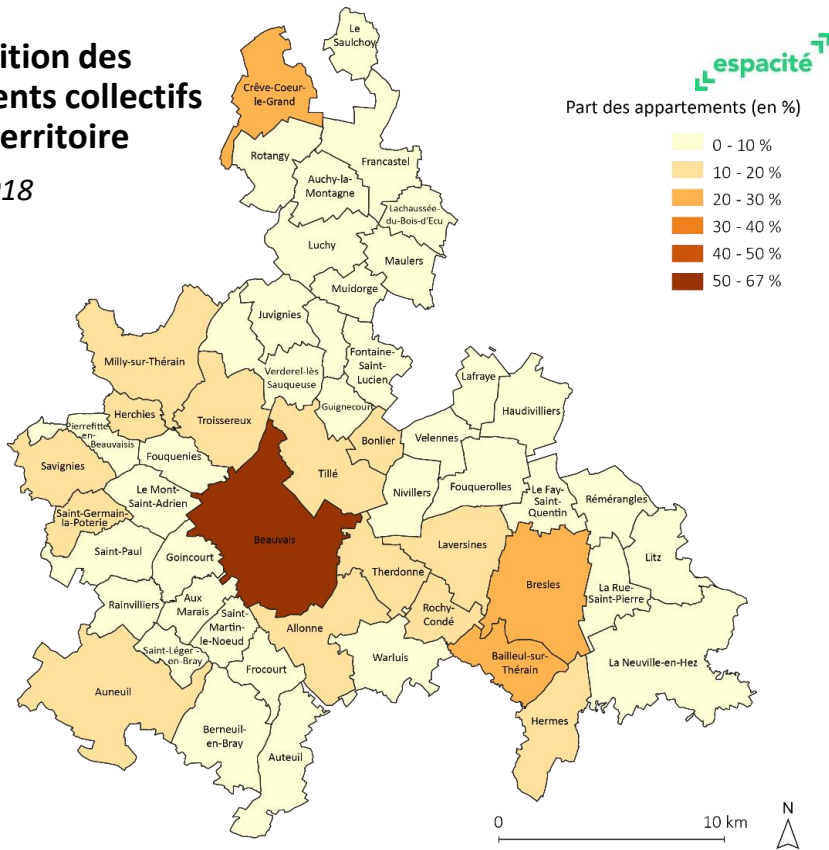 ition des
ents collectifs
erritoire
018
espacité
Part des appartements (en %)
0 - 10 %
10 - 20 %
20 - 30 %
30 - 40 %
40 - 50 %
50 - 67 %
Le
Saulchoy
Crêve-Coeur-
le-Grand
Rotangy
Francastel
Auchy-la-
Montagne
Lachaussée-
du-Bois-d'Ecu
Luchy
Maulers
Muidorge
Juvignies
Fontaine-
Saint-
Lucien
Milly-sur-Thérain
Verderel-lès
Sauqueuse
Lafraye
Haudivilliers
Herchies
Troissereux
Guignecourt
Pierrefitte-
en-
Beauvaisis
Bonlier
Velennes
Fouquenies
Savignies
Tillé
Le Mont-
Saint-Adrien
Nivillers
Fouquerolles
Le Fay-
Saint-
Quentin
Rémérangles
Saint-Germain-
la-Poterie
Beauvais
Saint-Paul
Goincourt
Laversines
Litz
Therdonne
Bresles
La Rue-
Saint-Pierre
Rainvilliers
Aux
Marais
Saint-
Martin-
le-Noeud
Rochy-
Condé
Allonne
Saint-Léger-
en-Bray
Warluis
Bailleul-sur-
Thérain
La Neuville-en-Hez
Frocourt
Auneuil
Hermes
Berneuil-
en-Bray
Auteuil
0
10 km
N